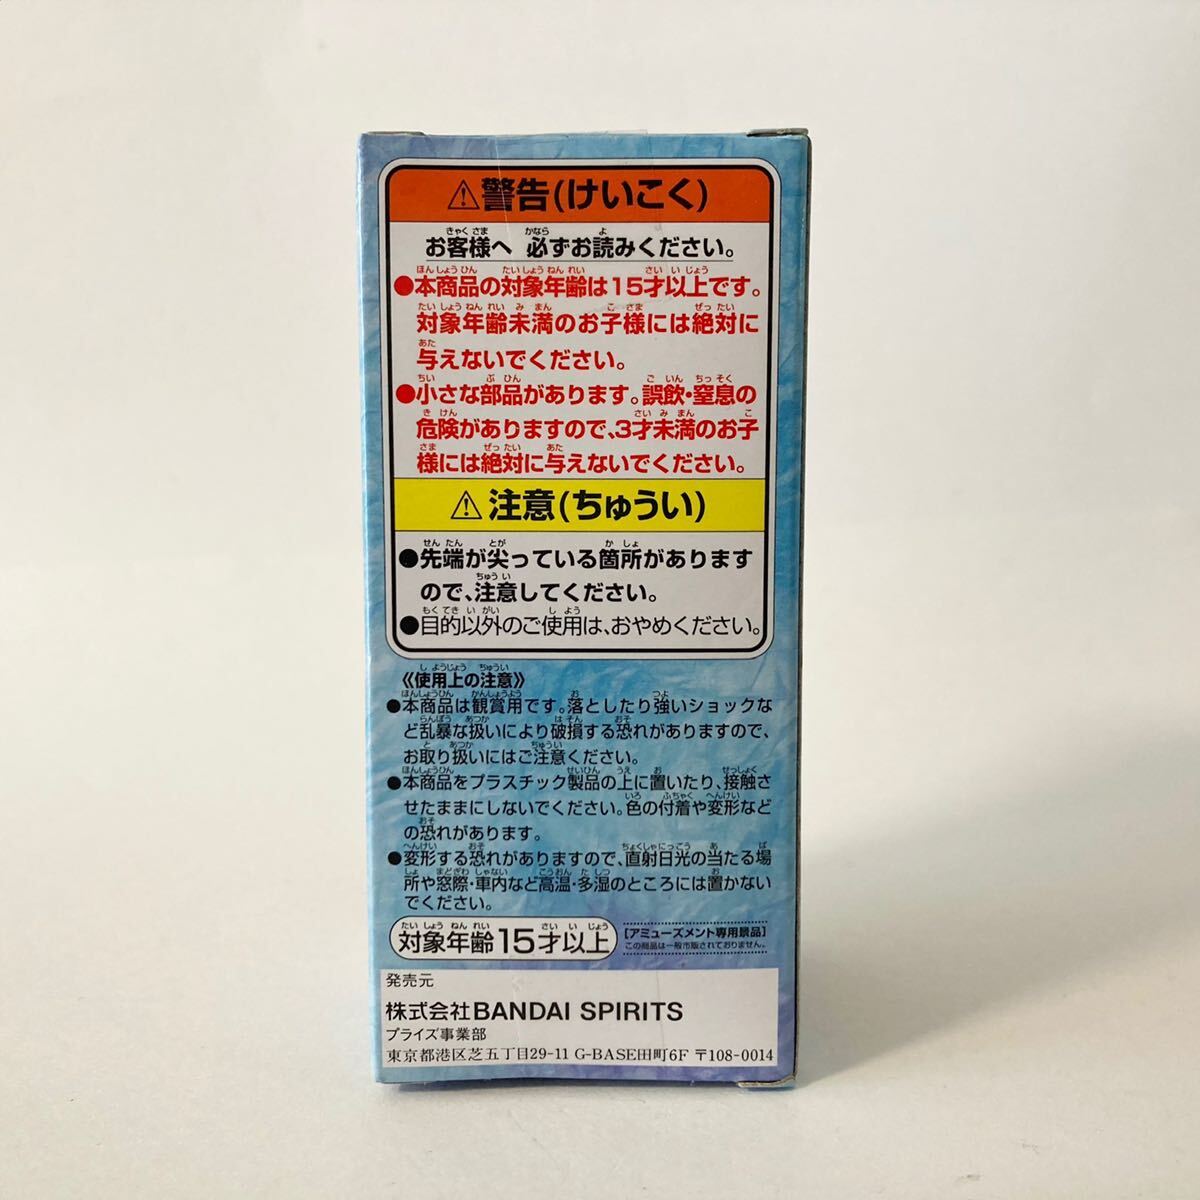 ⚠警告(けいこく)
お客様へ 必ずお読みください。
●本商品の対象年齢は15才以上です。
対象年齢未満のお子様には絶対に
与えないでください。
●小さな部品があります。誤飲・窒息の
危険がありますので、3才未満のお子
様には絶対に与えないでください。
⚠注意(ちゅうい)
●先端が尖っている箇所があります
ので、注意してください。
●目的以外のご使用は、おやめください。
《使用上の注意》
●本商品は観賞用です。落としたり強いショックな
ど乱暴な扱いにより破損する恐れがありますので、
お取り扱いにはご注意ください。
●本商品をプラスチック製品の上に置いたり、接触さ
せたままにしないでください。色の付着や変形など
の恐れがあります。
●変形する恐れがありますので、直射日光の当たる場
所や窓際・車内など高温・多湿のところには置かない
でください。
対象年齢15才以上
[アミューズメント専用景品]
この商品は一般市販されておりません。
発売元
株式会社BANDAI SPIRITS
プライズ事業部
東京都港区芝五丁目29-11 G-BASE田町6F 〒108-0014